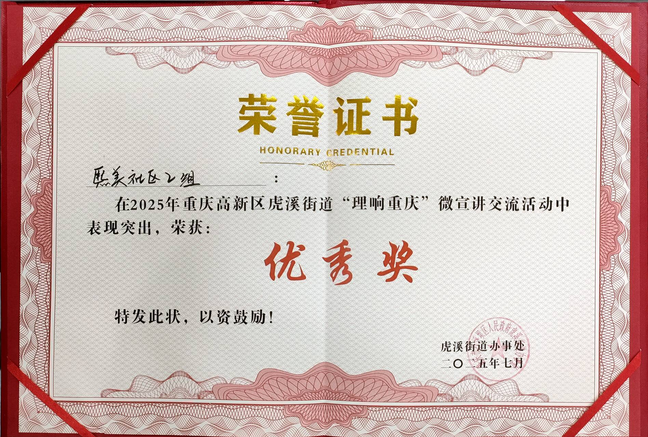 荣誉证书
HONORARY CREDENTIAL
熙美社区2组：
在2025年重庆高新区虎溪街道“理响重庆”微宣讲交流活动中
表现突出，荣获：
优秀奖
特发此状，以资鼓励！
虎溪街道办事处
二〇二五年七月